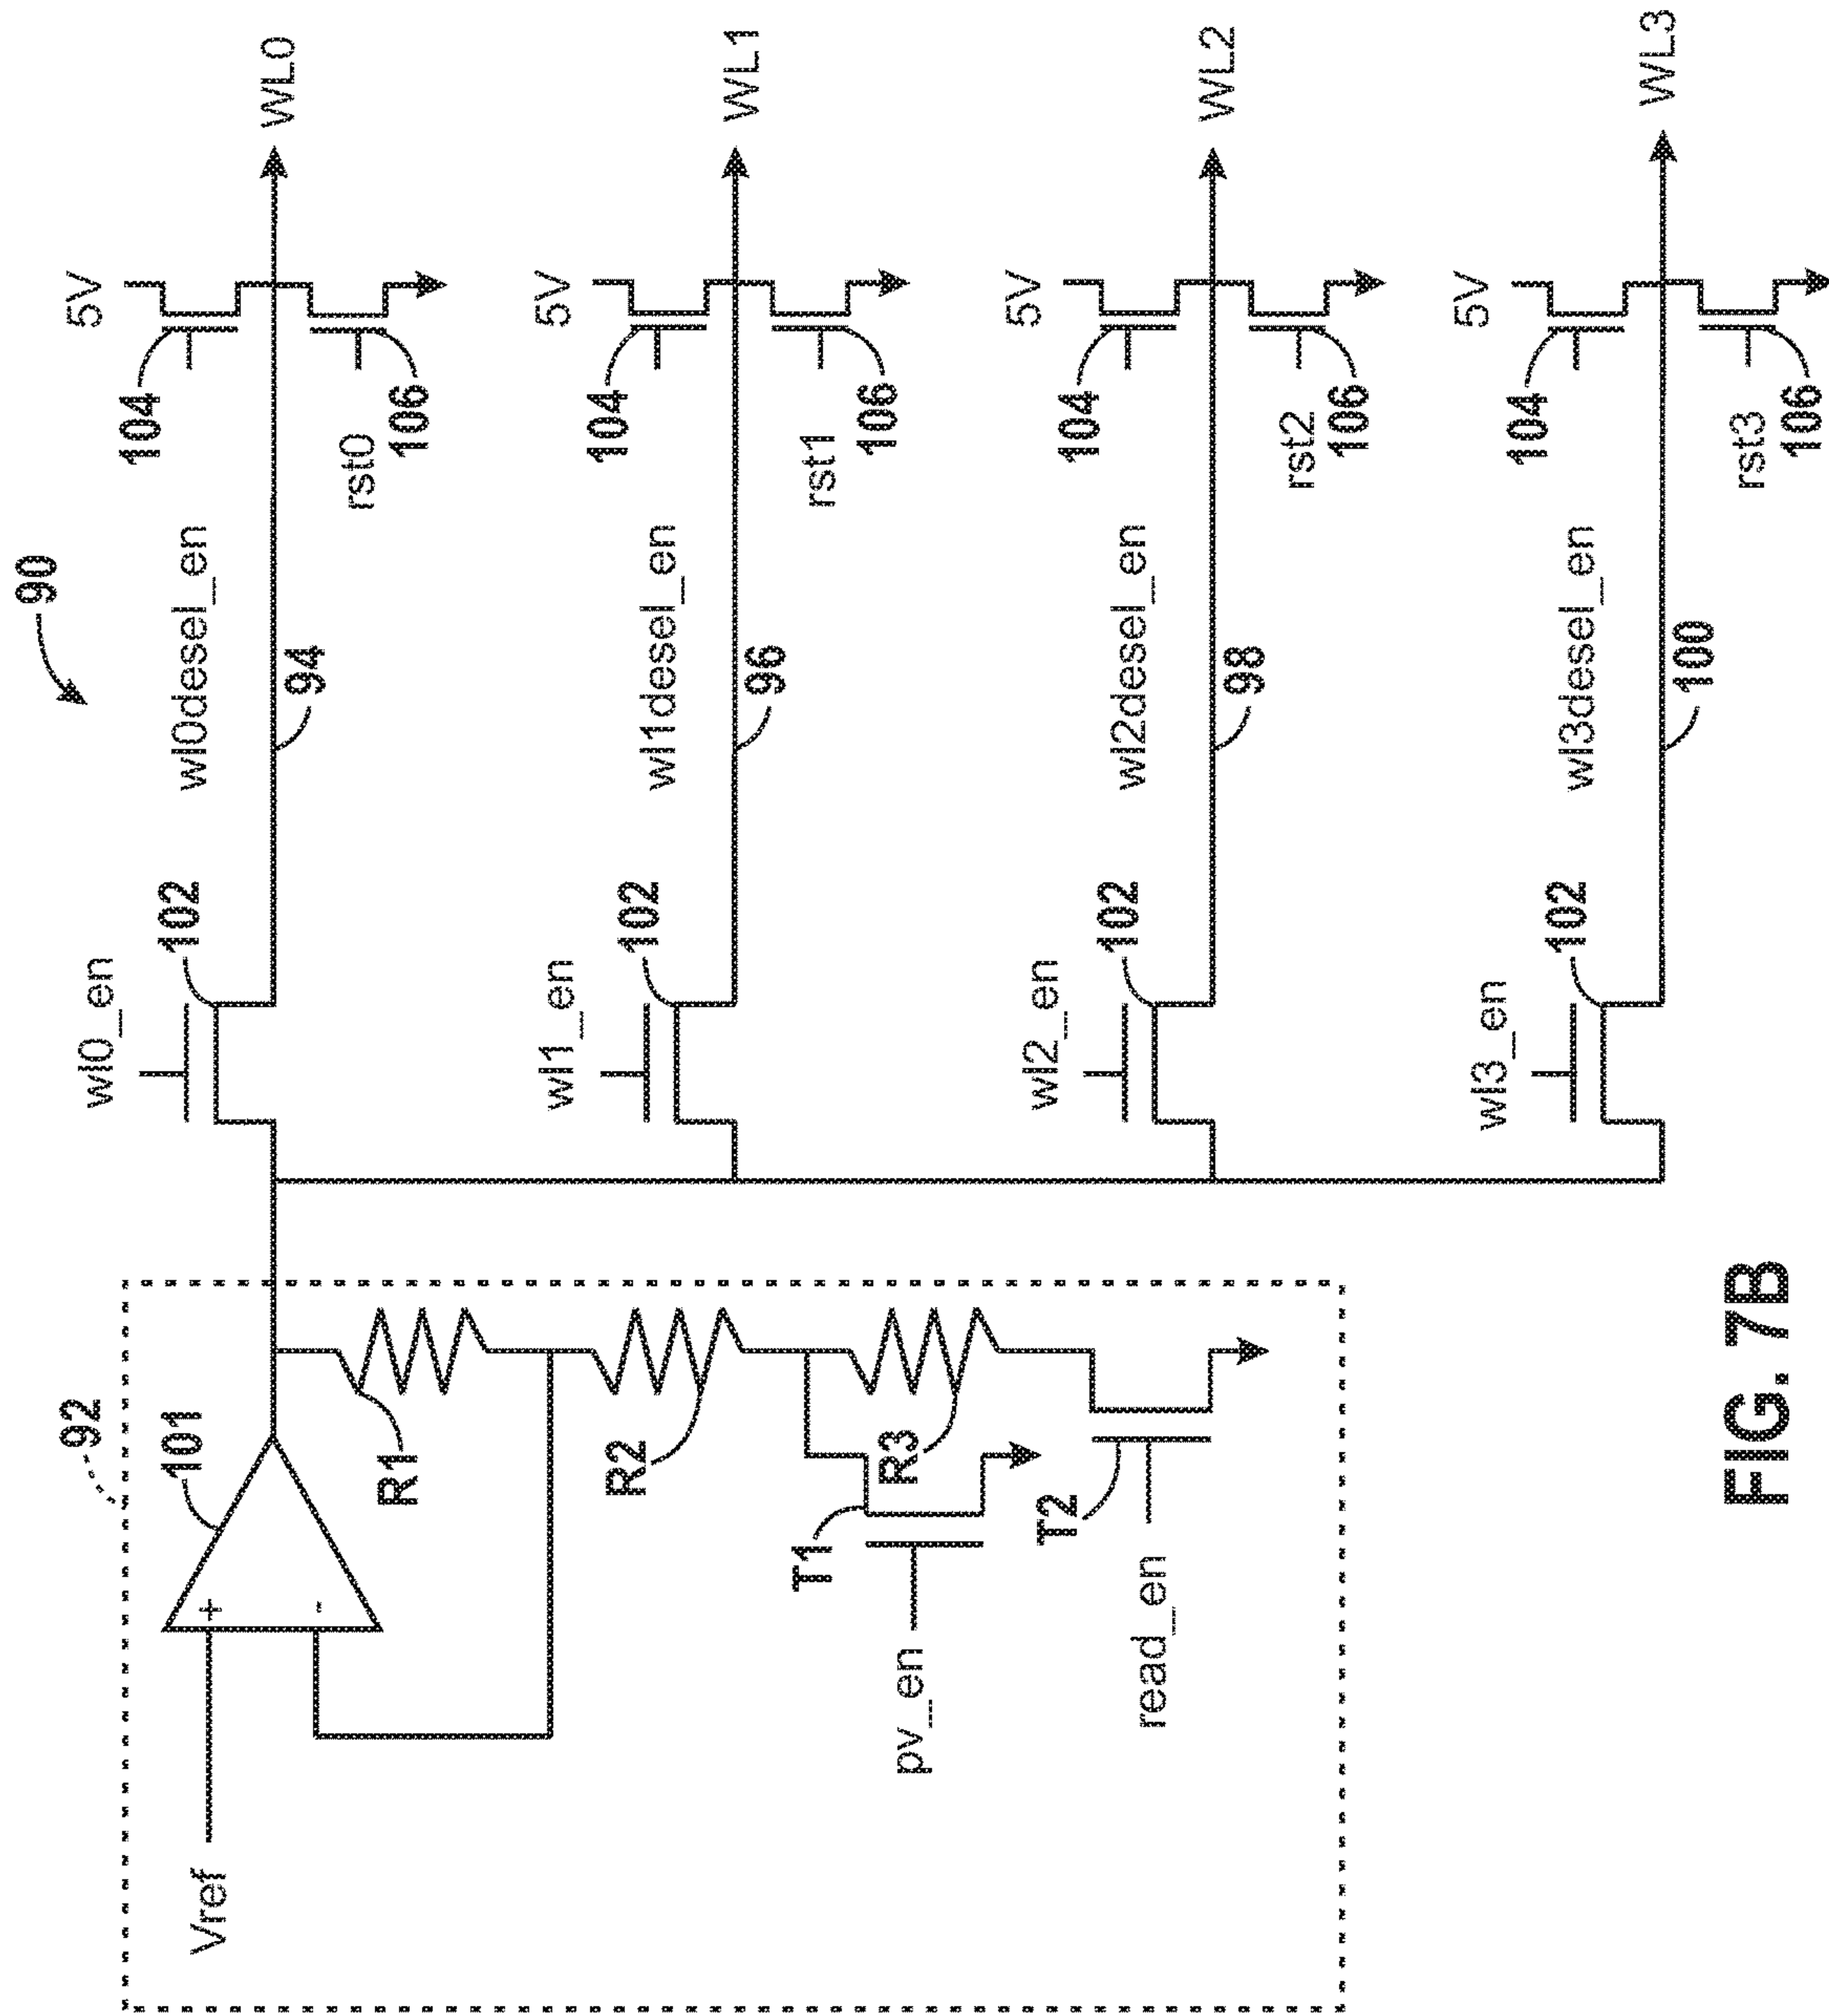 90
92
101
Vref
+
-
R1
R2
R3
T1
T2
pv_en
read_en
wl0_en
102
wl0desel_en
94
5V
104
rst0
106
WL0
wl1_en
102
wl1desel_en
96
5V
104
rst1
106
WL1
wl2_en
102
wl2desel_en
98
5V
104
rst2
106
WL2
wl3_en
102
wl3desel_en
100
5V
104
rst3
106
WL3
FIG. 7B